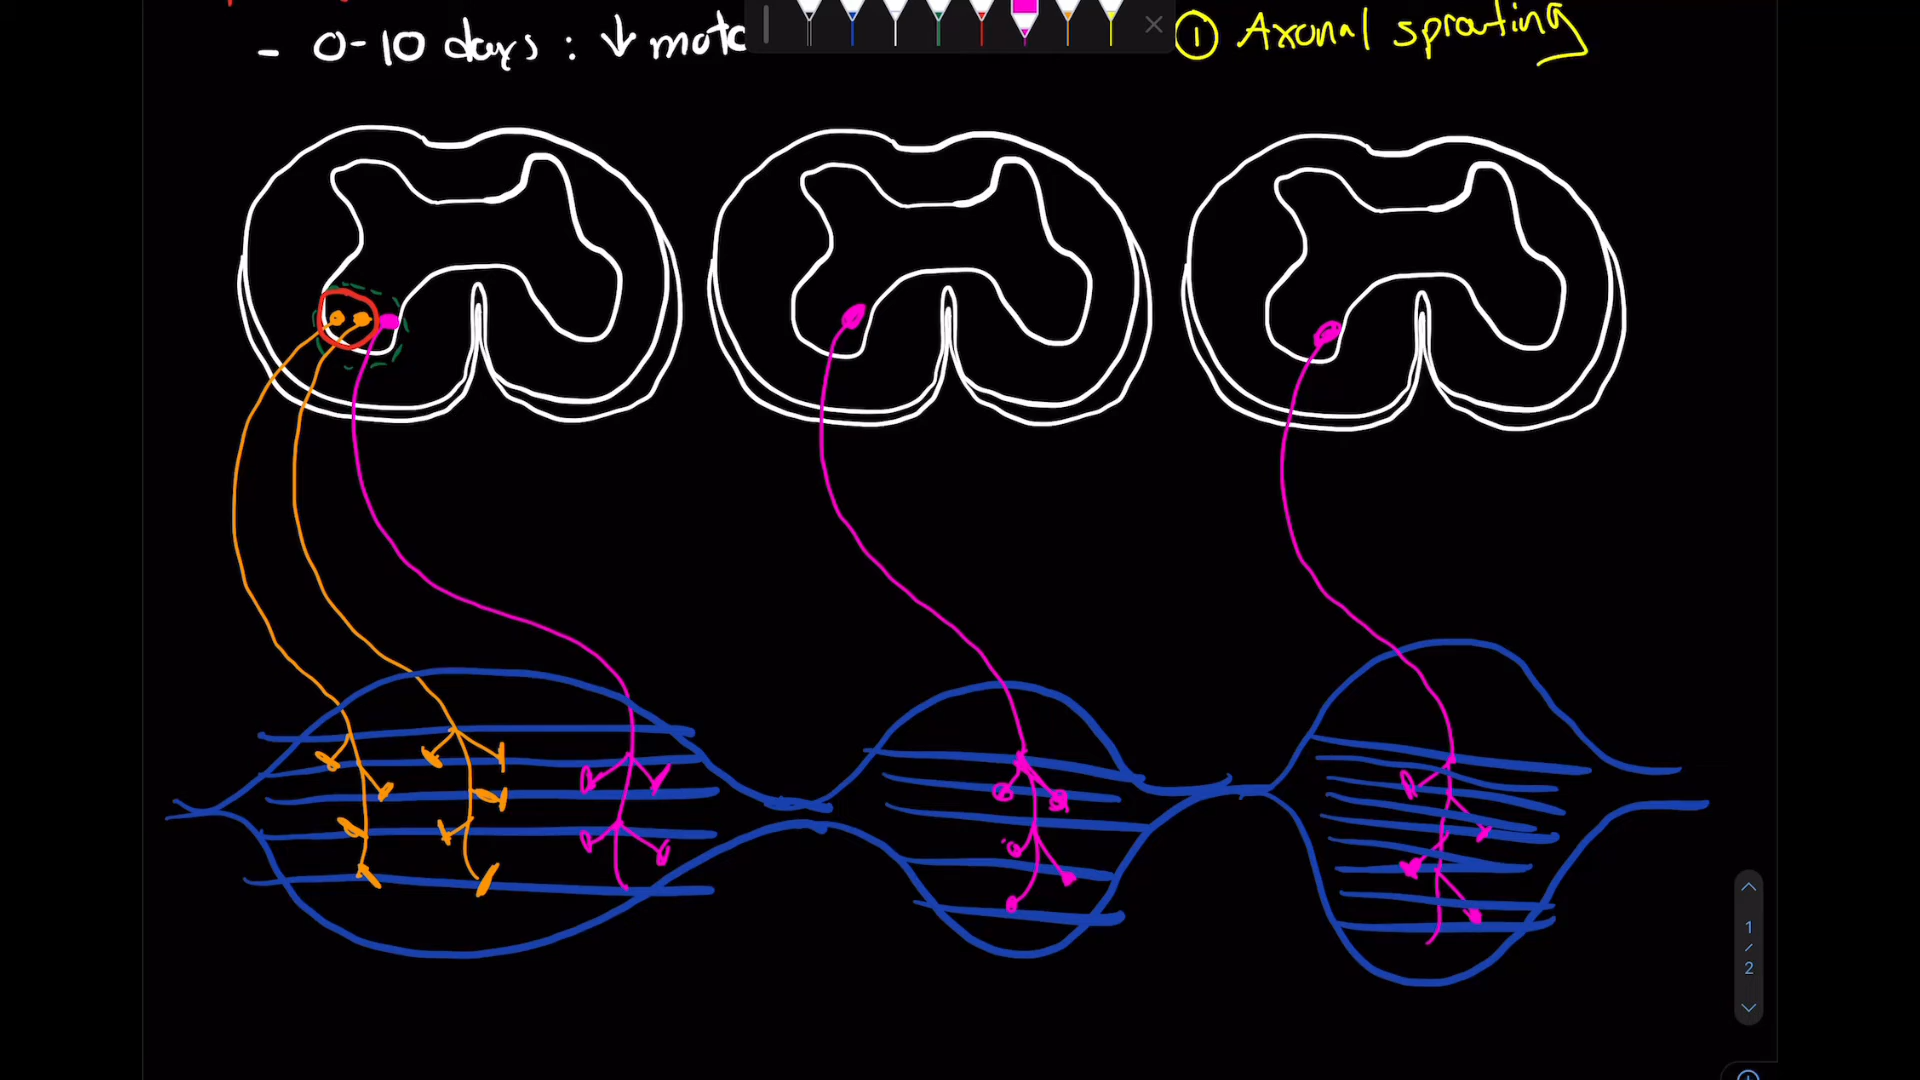 - 0-10 days : ↓ moto
① Axonal sprouting
1
/
2